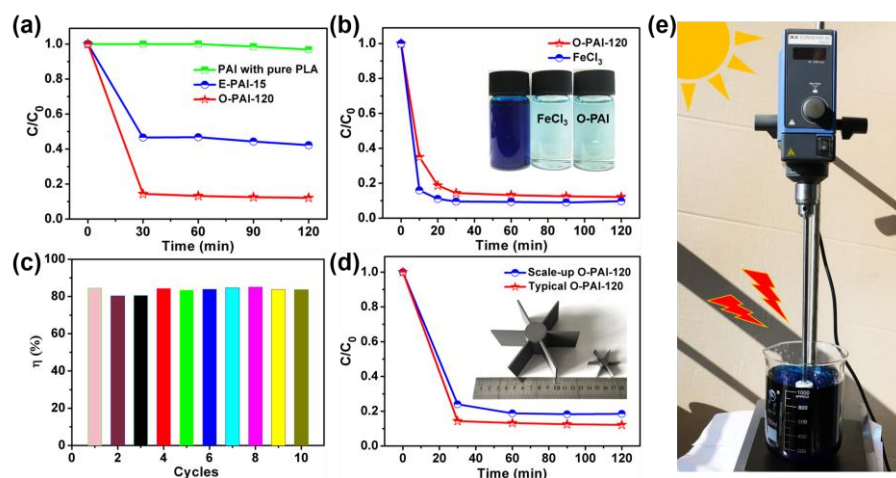 (a)
C/C₀
1.0
0.8
0.6
0.4
0.2
0.0
PAI with pure PLA
E-PAI-15
O-PAI-120
0 30 60 90 120
Time (min)
(b)
C/C₀
1.0
0.8
0.6
0.4
0.2
0.0
O-PAI-120
FeCl₃
FeCl₃ O-PAI
0 20 40 60 80 100 120
Time (min)
(c)
η (%)
100
80
60
40
20
0
2 4 6 8 10
Cycles
(d)
C/C₀
1.0
0.8
0.6
0.4
0.2
0.0
Scale-up O-PAI-120
Typical O-PAI-120
0 20 40 60 80 100 120
Time (min)
(e)
1000
800
600
400
200